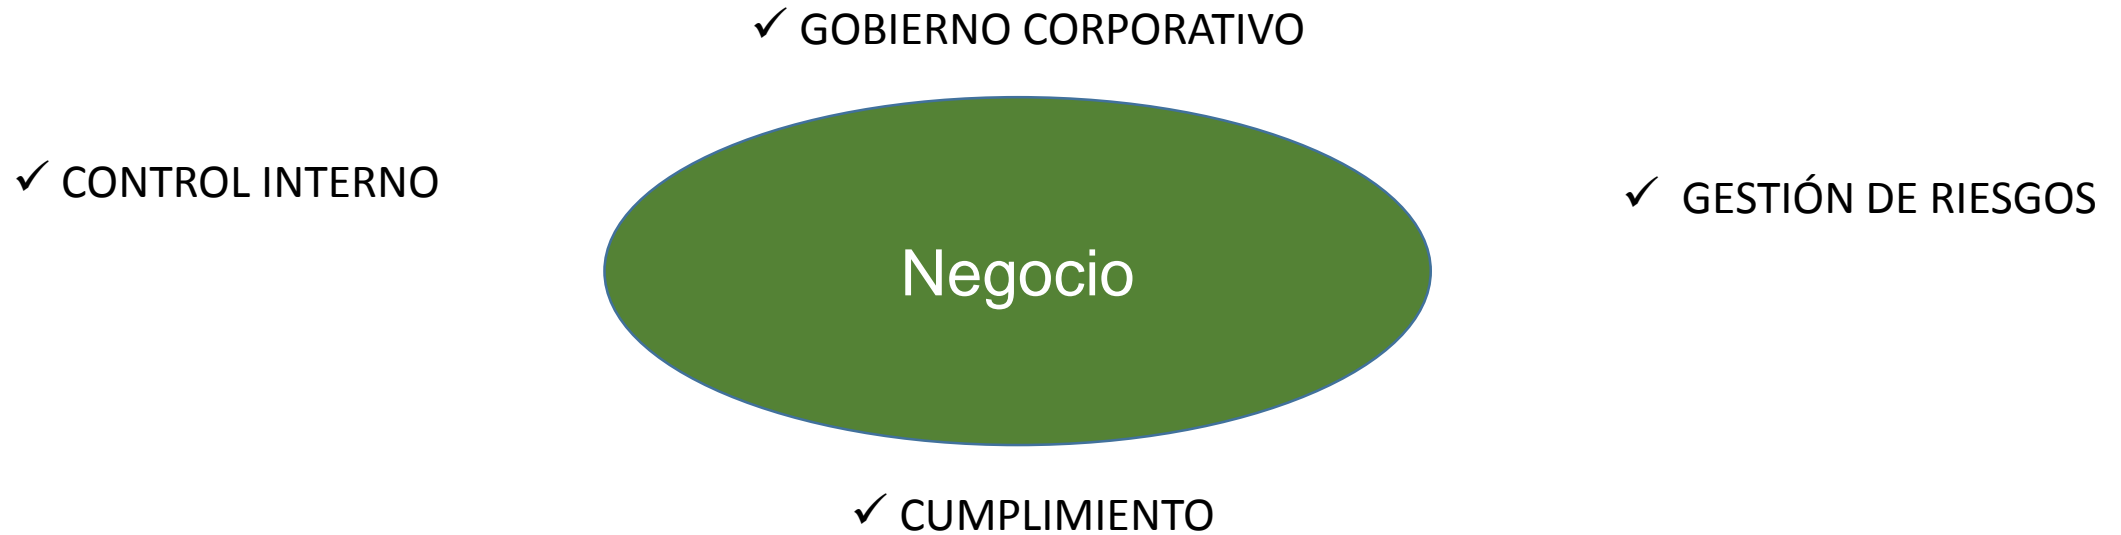 ✓ GOBIERNO CORPORATIVO
✓ CONTROL INTERNO
✓ GESTIÓN DE RIESGOS
Negocio
✓ CUMPLIMIENTO